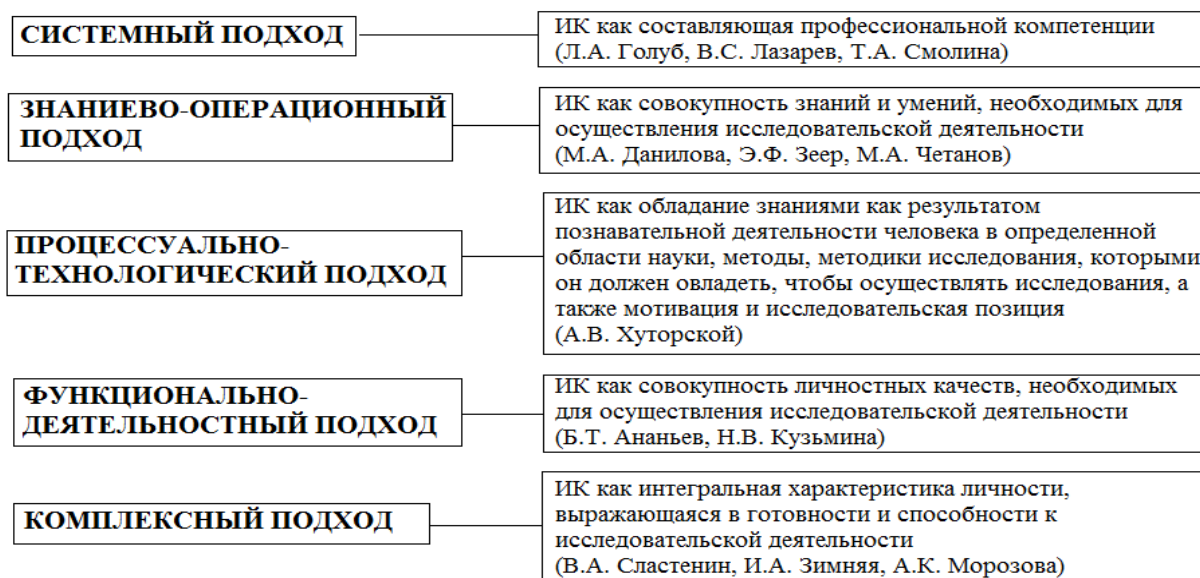 СИСТЕМНЫЙ ПОДХОД
ИК как составляющая профессиональной компетенции
(Л.А. Голуб, В.С. Лазарев, Т.А. Смолина)
ЗНАНИЕВО-ОПЕРАЦИОННЫЙ
ПОДХОД
ИК как совокупность знаний и умений, необходимых для
осуществления исследовательской деятельности
(М.А. Данилова, Э.Ф. Зеер, М.А. Четанов)
ПРОЦЕССУАЛЬНО-
ТЕХНОЛОГИЧЕСКИЙ ПОДХОД
ИК как обладание знаниями как результатом
познавательной деятельности человека в определенной
области науки, методы, методики исследования, которыми
он должен овладеть, чтобы осуществлять исследования, а
также мотивация и исследовательская позиция
(А.В. Хуторской)
ФУНКЦИОНАЛЬНО-
ДЕЯТЕЛЬНОСТНЫЙ ПОДХОД
ИК как совокупность личностных качеств, необходимых
для осуществления исследовательской деятельности
(Б.Т. Ананьев, Н.В. Кузьмина)
КОМПЛЕКСНЫЙ ПОДХОД
ИК как интегральная характеристика личности,
выражающаяся в готовности и способности к
исследовательской деятельности
(В.А. Сластенин, И.А. Зимняя, А.К. Морозова)